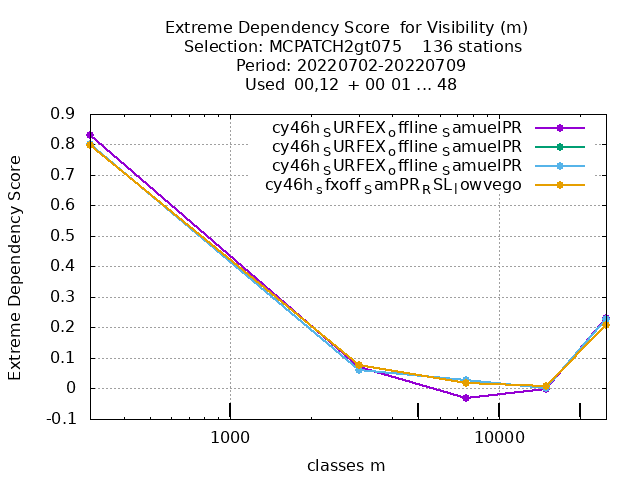 Extreme Dependency Score for Visibility (m)
Selection: MCPATCH2gt075 136 stations
Period: 20220702-20220709
Used 00,12 + 00 01 ... 48
cy46h_SURFEX_offline_SamuelPR
cy46h_SURFEX_offline_SamuelPR
cy46h_SURFEX_offline_SamuelPR
cy46h_sfxoff_SamPR_RSL_lowvego
Extreme Dependency Score
0.9
0.8
0.7
0.6
0.5
0.4
0.3
0.2
0.1
0
-0.1
1000
10000
classes m